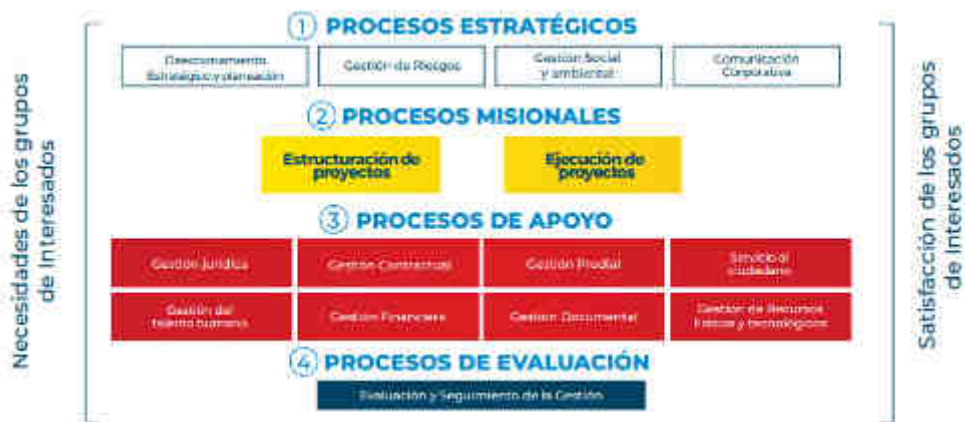 Necesidades de los grupos
de Interesados
① PROCESOS ESTRATÉGICOS
Direccionamiento
Estratégico y planeación
Gestión de Riesgos
Gestión Social
y ambiental
Comunicación
Corporativa
② PROCESOS MISIONALES
Estructuración de
proyectos
Ejecución de
proyectos
③ PROCESOS DE APOYO
Gestión Jurídica
Gestión Contractual
Gestión Predial
Servicio al
ciudadano
Gestión del
talento humano
Gestión Financiera
Gestión Documental
Gestión de Recursos
Físicos y tecnológicos
④ PROCESOS DE EVALUACIÓN
Evaluación y Seguimiento de la Gestión
Satisfacción de los grupos
de Interesados